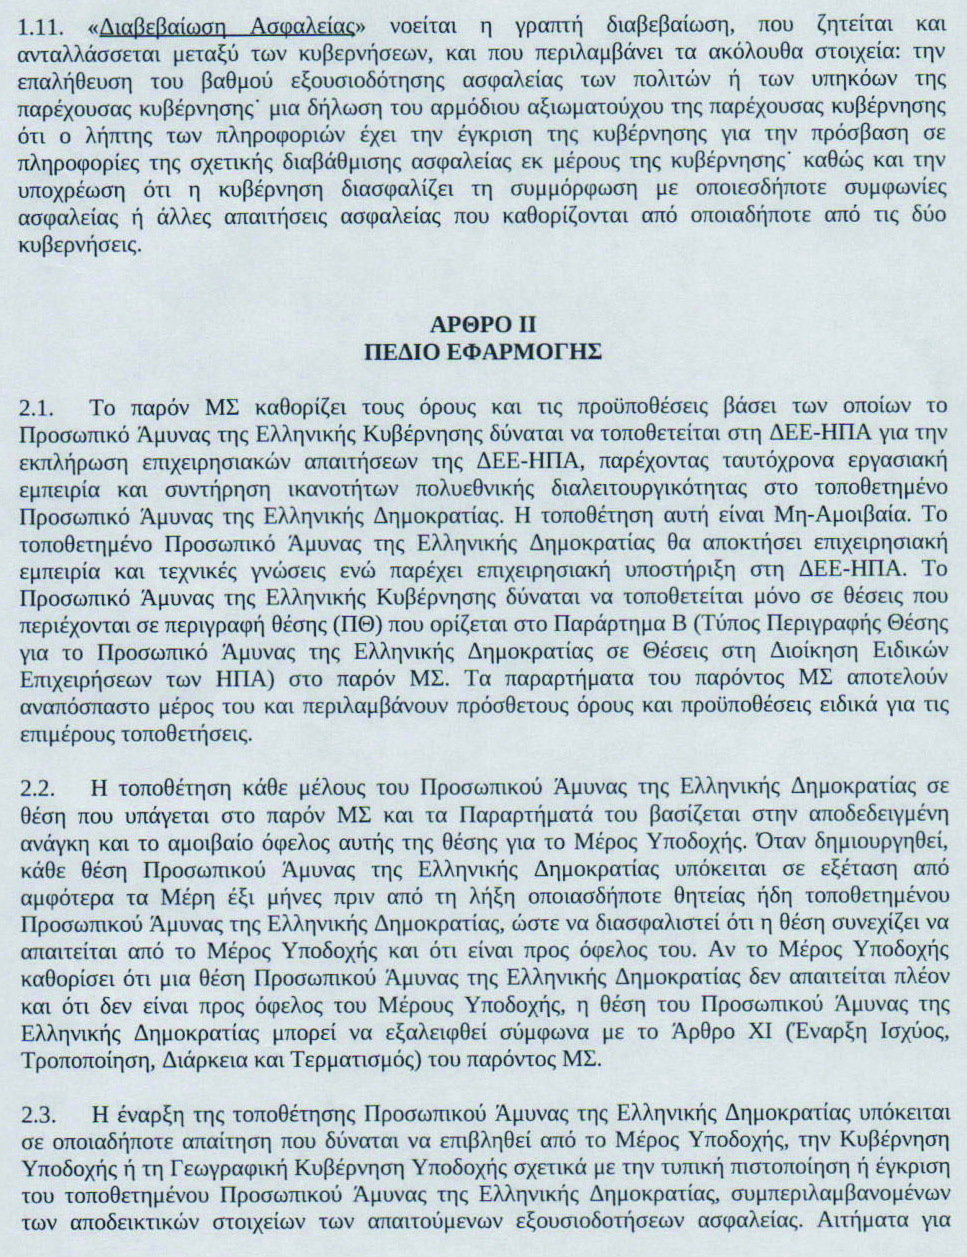 1.11. «Διαβεβαίωση Ασφαλείας» νοείται η γραπτή διαβεβαίωση, που ζητείται και
ανταλλάσσεται μεταξύ των κυβερνήσεων, και που περιλαμβάνει τα ακόλουθα στοιχεία: την
επαλήθευση του βαθμού εξουσιοδότησης ασφαλείας των πολιτών ή των υπηκόων της
παρέχουσας κυβέρνησης˙ μια δήλωση του αρμόδιου αξιωματούχου της παρέχουσας κυβέρνησης
ότι ο λήπτης των πληροφοριών έχει την έγκριση της κυβέρνησης για την πρόσβαση σε
πληροφορίες της σχετικής διαβάθμισης ασφαλείας εκ μέρους της κυβέρνησης˙ καθώς και την
υποχρέωση ότι η κυβέρνηση διασφαλίζει τη συμμόρφωση με οποιεσδήποτε συμφωνίες
ασφαλείας ή άλλες απαιτήσεις ασφαλείας που καθορίζονται από οποιαδήποτε από τις δύο
κυβερνήσεις.
ΑΡΘΡΟ ΙΙ
ΠΕΔΙΟ ΕΦΑΡΜΟΓΗΣ
2.1. Το παρόν ΜΣ καθορίζει τους όρους και τις προϋποθέσεις βάσει των οποίων το
Προσωπικό Άμυνας της Ελληνικής Κυβέρνησης δύναται να τοποθετείται στη ΔΕΕ-ΗΠΑ για την
εκπλήρωση επιχειρησιακών απαιτήσεων της ΔΕΕ-ΗΠΑ, παρέχοντας ταυτόχρονα εργασιακή
εμπειρία και συντήρηση ικανοτήτων πολυεθνικής διαλειτουργικότητας στο τοποθετημένο
Προσωπικό Άμυνας της Ελληνικής Δημοκρατίας. Η τοποθέτηση αυτή είναι Μη-Αμοιβαία. Το
τοποθετημένο Προσωπικό Άμυνας της Ελληνικής Δημοκρατίας θα αποκτήσει επιχειρησιακή
εμπειρία και τεχνικές γνώσεις ενώ παρέχει επιχειρησιακή υποστήριξη στη ΔΕΕ-ΗΠΑ. Το
Προσωπικό Άμυνας της Ελληνικής Κυβέρνησης δύναται να τοποθετείται μόνο σε θέσεις που
περιέχονται σε περιγραφή θέσης (ΠΘ) που ορίζεται στο Παράρτημα Β (Τύπος Περιγραφής Θέσης
για το Προσωπικό Άμυνας της Ελληνικής Δημοκρατίας σε Θέσεις στη Διοίκηση Ειδικών
Επιχειρήσεων των ΗΠΑ) στο παρόν ΜΣ. Τα παραρτήματα του παρόντος ΜΣ αποτελούν
αναπόσπαστο μέρος του και περιλαμβάνουν πρόσθετους όρους και προϋποθέσεις ειδικά για τις
επιμέρους τοποθετήσεις.
2.2. Η τοποθέτηση κάθε μέλους του Προσωπικού Άμυνας της Ελληνικής Δημοκρατίας σε
θέση που υπάγεται στο παρόν ΜΣ και τα Παραρτήματά του βασίζεται στην αποδεδειγμένη
ανάγκη και το αμοιβαίο όφελος αυτής της θέσης για το Μέρος Υποδοχής. Όταν δημιουργηθεί,
κάθε θέση Προσωπικού Άμυνας της Ελληνικής Δημοκρατίας υπόκειται σε εξέταση από
αμφότερα τα Μέρη έξι μήνες πριν από τη λήξη οποιασδήποτε θητείας ήδη τοποθετημένου
Προσωπικού Άμυνας της Ελληνικής Δημοκρατίας, ώστε να διασφαλιστεί ότι η θέση συνεχίζει να
απαιτείται από το Μέρος Υποδοχής και ότι είναι προς όφελος του. Αν το Μέρος Υποδοχής
καθορίσει ότι μια θέση Προσωπικού Άμυνας της Ελληνικής Δημοκρατίας δεν απαιτείται πλέον
και ότι δεν είναι προς όφελος του Μέρους Υποδοχής, η θέση του Προσωπικού Άμυνας της
Ελληνικής Δημοκρατίας μπορεί να εξαλειφθεί σύμφωνα με το Άρθρο ΧΙ (Έναρξη Ισχύος,
Τροποποίηση, Διάρκεια και Τερματισμός) του παρόντος ΜΣ.
2.3. Η έναρξη της τοποθέτησης Προσωπικού Άμυνας της Ελληνικής Δημοκρατίας υπόκειται
σε οποιαδήποτε απαίτηση που δύναται να επιβληθεί από το Μέρος Υποδοχής, την Κυβέρνηση
Υποδοχής ή τη Γεωγραφική Κυβέρνηση Υποδοχής σχετικά με την τυπική πιστοποίηση ή έγκριση
του τοποθετημένου Προσωπικού Άμυνας της Ελληνικής Δημοκρατίας, συμπεριλαμβανομένων
των αποδεικτικών στοιχείων των απαιτούμενων εξουσιοδοτήσεων ασφαλείας. Αιτήματα για